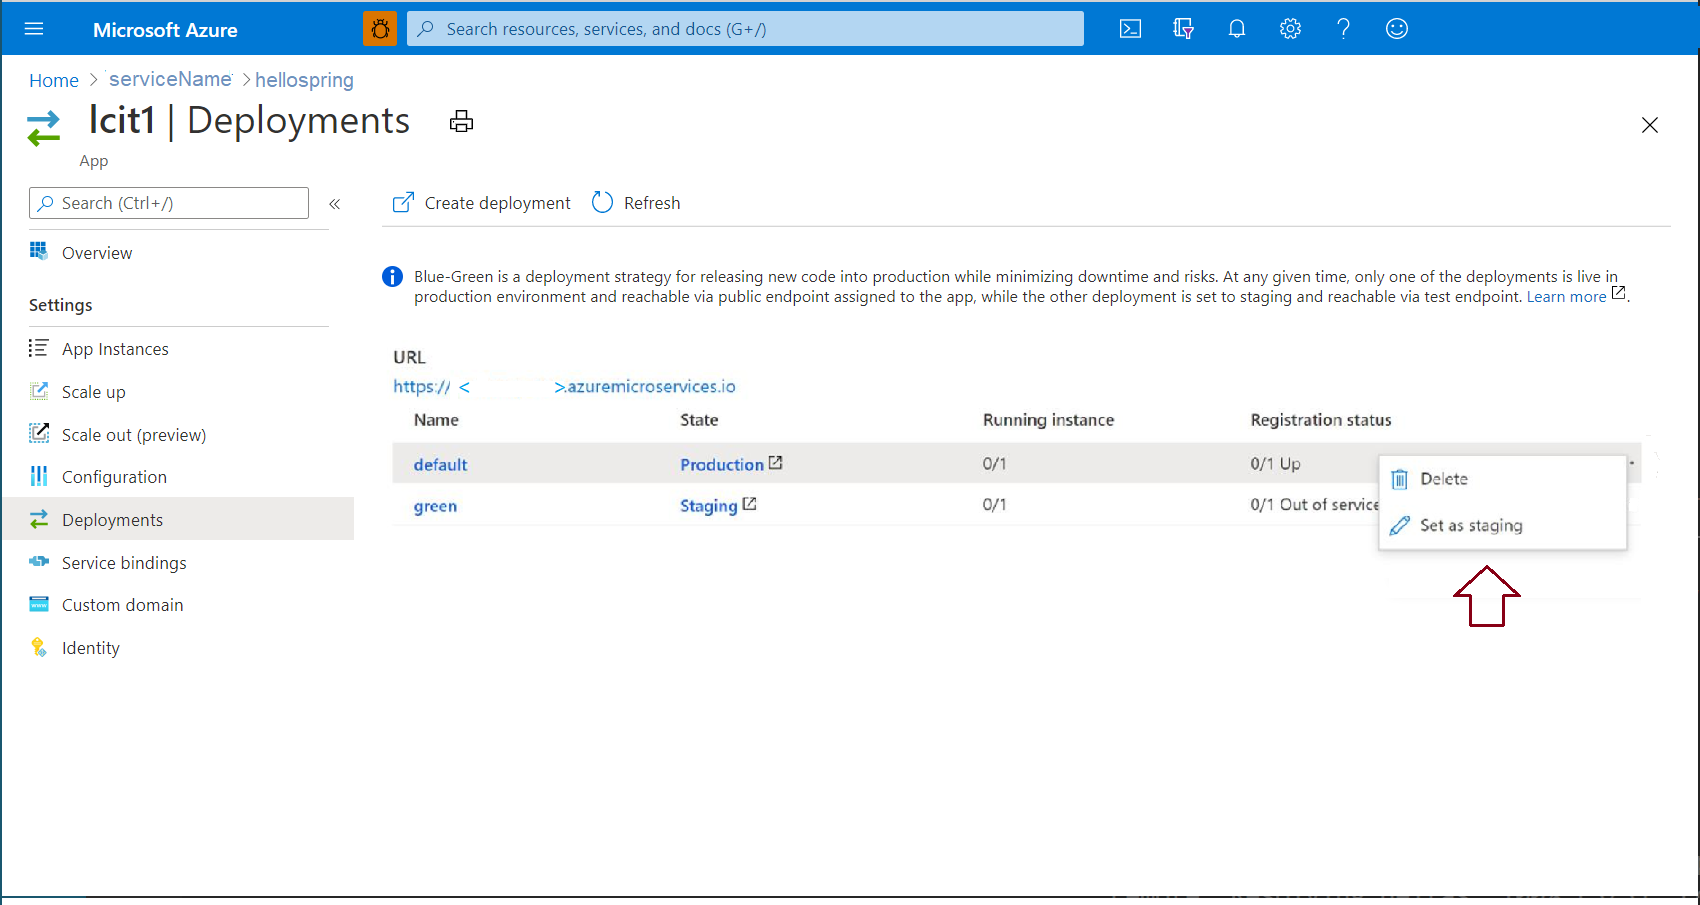 Microsoft Azure
Search resources, services, and docs (G+/)
Home > serviceName > hellospring
lcit1 | Deployments
App
Search (Ctrl+/)
«
Create deployment
Refresh
Overview
Settings
App Instances
Scale up
Scale out (preview)
Configuration
Deployments
Service bindings
Custom domain
Identity
Blue-Green is a deployment strategy for releasing new code into production while minimizing downtime and risks. At any given time, only one of the deployments is live in
production environment and reachable via public endpoint assigned to the app, while the other deployment is set to staging and reachable via test endpoint. Learn more.
URL
https:// < >.azuremicroservices.io
Name State Running instance Registration status
default Production 0/1 0/1 Up
green Staging 0/1 0/1 Out of service
Delete
Set as staging